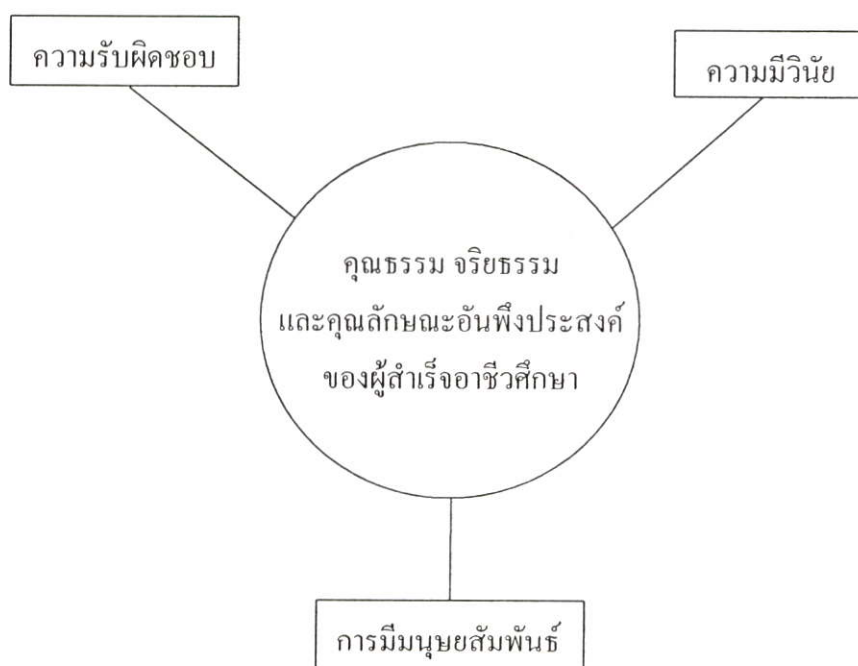 ความรับผิดชอบ
ความมีวินัย
คุณธรรม จริยธรรม
และคุณลักษณะอันพึงประสงค์
ของผู้สำเร็จอาชีวศึกษา
การมีมนุษยสัมพันธ์